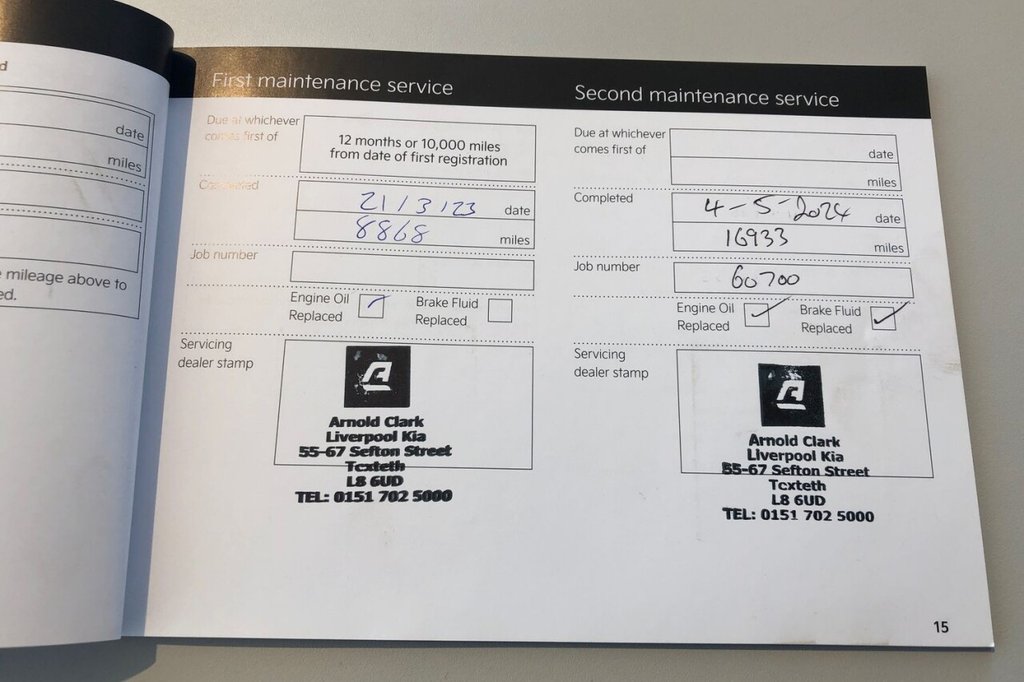 d
date
miles
e mileage above to
ed.
First maintenance service
Due at whichever
comes first of
12 months or 10,000 miles
from date of first registration
Completed
21/3/23 date
8868 miles
Job number
Engine Oil
Replaced
Brake Fluid
Replaced
Servicing
dealer stamp
Arnold Clark
Liverpool Kia
55-67 Sefton Street
Toxteth
L8 6UD
TEL: 0151 702 5000
Second maintenance service
Due at whichever
comes first of
date
miles
Completed
4-5-2024 date
16933 miles
Job number
60700
Engine Oil
Replaced
Brake Fluid
Replaced
Servicing
dealer stamp
Arnold Clark
Liverpool Kia
55-67 Sefton Street
Toxteth
L8 6UD
TEL: 0151 702 5000
15